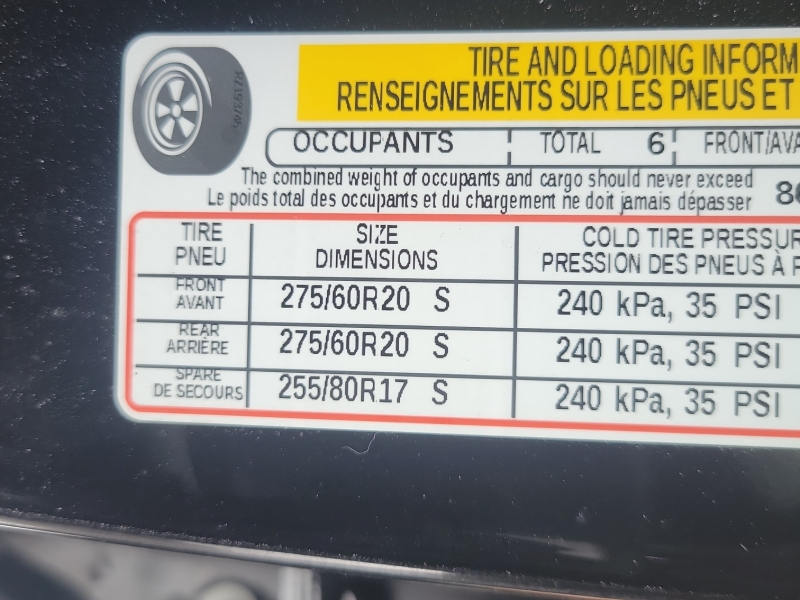 TIRE AND LOADING INFORM
RENSEIGNEMENTS SUR LES PNEUS ET
OCCUPANTS TOTAL 6 FRONT/AVA
The combined weight of occupants and cargo should never exceed
Le poids total des occupants et du chargement ne doit jamais dépasser
TIRE SIZE COLD TIRE PRESSUR
PNEU DIMENSIONS PRESSION DES PNEUS À
FRONT
AVANT 275/60R20 S 240 kPa, 35 PSI
REAR
ARRIÈRE 275/60R20 S 240 kPa, 35 PSI
SPARE
DE SECOURS 255/80R17 S 240 kPa, 35 PSI